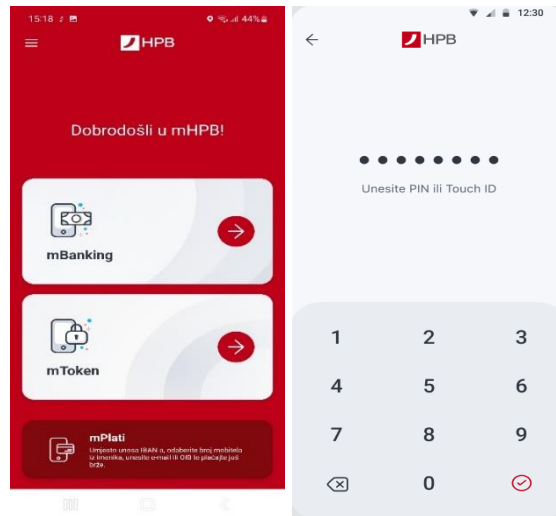 15:18
44%
HPB
Dobrodošli u mHPB!
mBanking
mToken
mPlati
Umjesto unosa IBAN-a, odaberite broj mobitela
iz imenika, unesite e-mail ili OIB te plaćajte još
brže.
12:30
HPB
Unesite PIN ili Touch ID
1 2 3
4 5 6
7 8 9
0